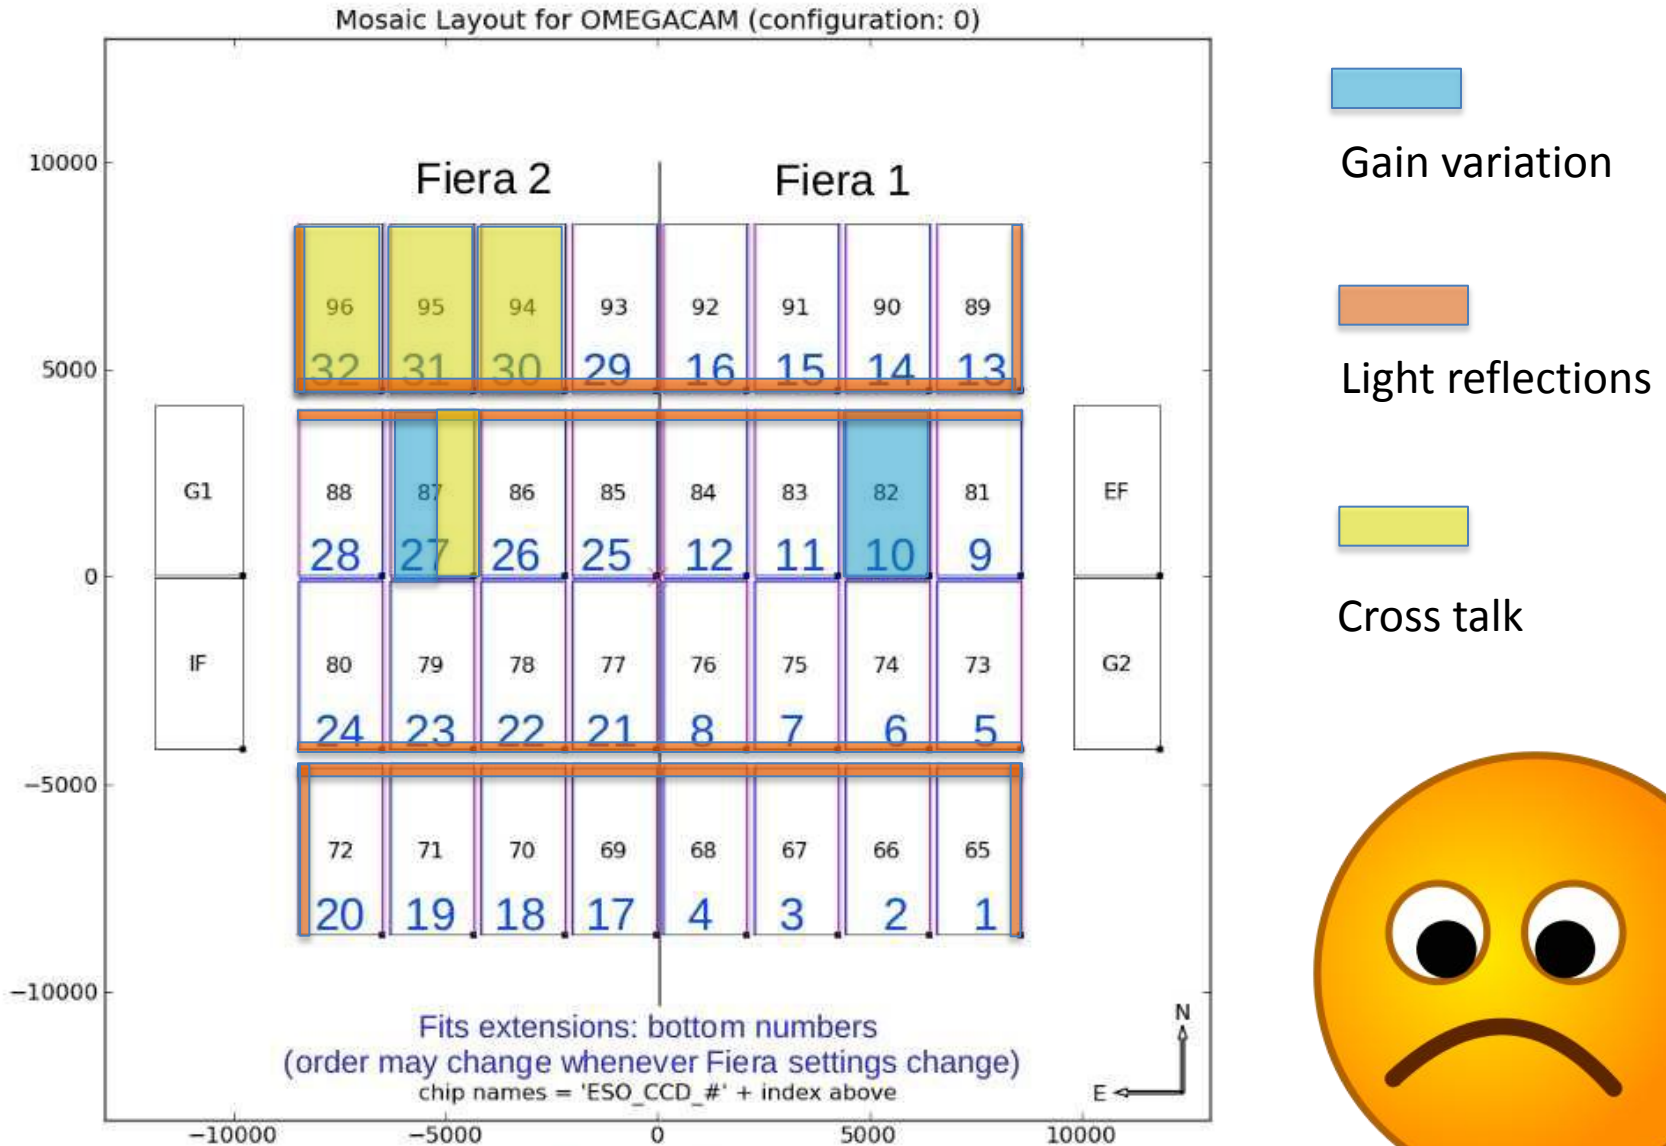 Mosaic Layout for OMEGACAM (configuration: 0)
Fiera 2 Fiera 1
10000
96 95 94 93 92 91 90 89
5000
32 31 30 29 16 15 14 13
G1 88 87 86 85 84 83 82 81 EF
28 27 26 25 12 11 10 9
0
IF 80 79 78 77 76 75 74 73 G2
24 23 22 21 8 7 6 5
−5000
72 71 70 69 68 67 66 65
20 19 18 17 4 3 2 1
−10000
Fits extensions: bottom numbers
(order may change whenever Fiera settings change)
chip names = 'ESO_CCD_#' + index above
N
E
−10000 −5000 0 5000 10000
Gain variation
Light reflections
Cross talk